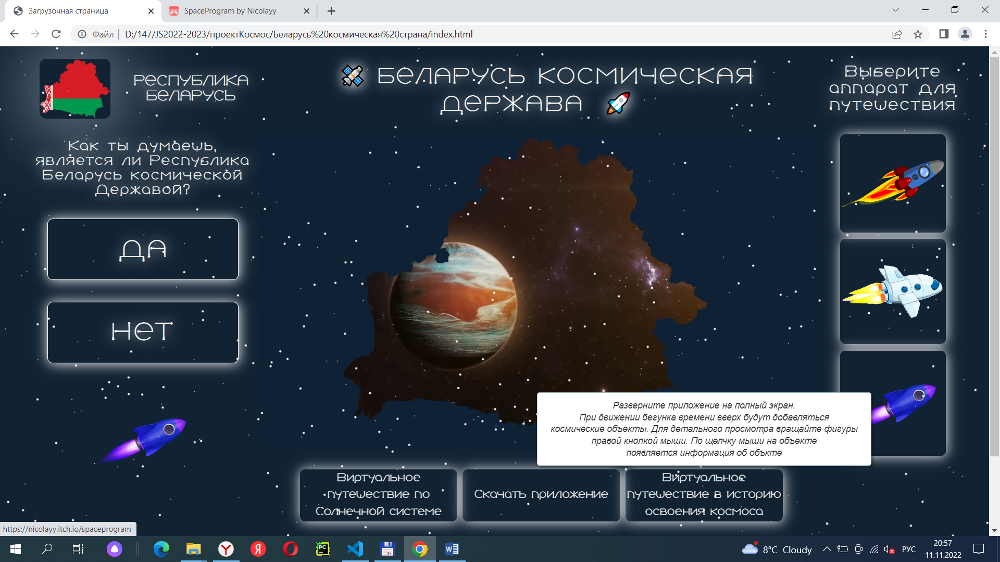 Загрузочная страница
SpaceProgram by Nicolayy
Файл
D:/147/JS2022-2023/проектКосмос/Беларусь%20космическая%20страна/index.html
РЕСПУБЛИКА
БЕЛАРУСЬ
БЕЛАРУСЬ КОСМИЧЕСКАЯ
ДЕРЖАВА
Выберите
аппарат для
путешествия
Как ты думаешь,
является ли Республика
Беларусь космической
Державой?
ДА
НЕТ
Разверните приложение на полный экран.
При движении бегунка времени вверх будут добавляться
космические объекты. Для детального просмотра вращайте фигуры
правой кнопкой мыши. По щелчку мыши на объекте
появляется информация об объкте
Виртуальное
путешествие по
Солнечной системе
Скачать приложение
Виртуальное
путешествие в историю
освоения космоса
https://nicolayy.itch.io/spaceprogram
Y
Я
PC
64
W
8°C Cloudy
РУС
20:57
11.11.2022